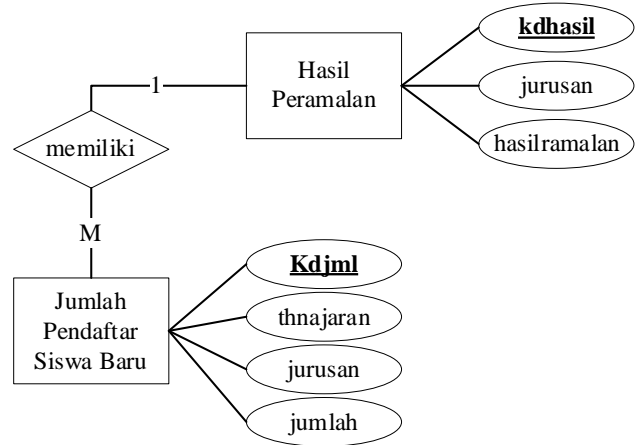 kdhasil
1
Hasil
Peramalan
jurusan
hasilramalan
memiliki
M
Kdjml
Jumlah
Pendaftar
Siswa Baru
thnajaran
jurusan
jumlah